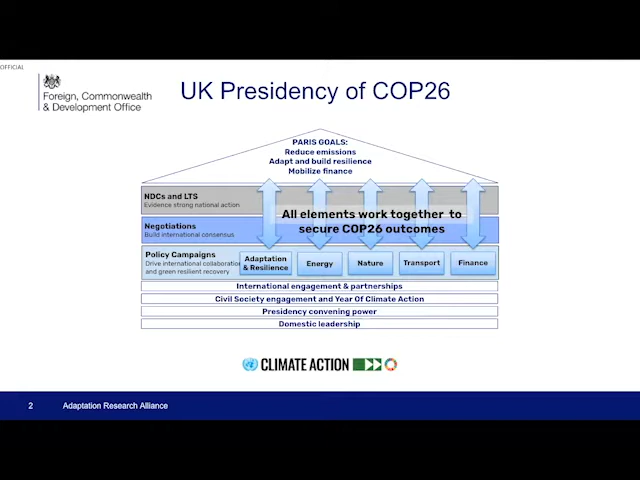 OFFICIAL
Foreign, Commonwealth
& Development Office
UK Presidency of COP26
PARIS GOALS:
Reduce emissions
Adapt and build resilience
Mobilize finance
NDCs and LTS
Evidence strong national action
All elements work together to
secure COP26 outcomes
Negotiations
Build international consensus
Policy Campaigns
Drive international collaboration
and green resilient recovery
Adaptation
& Resilience
Energy
Nature
Transport
Finance
International engagement & partnerships
Civil Society engagement and Year Of Climate Action
Presidency convening power
Domestic leadership
CLIMATE ACTION
2
Adaptation Research Alliance